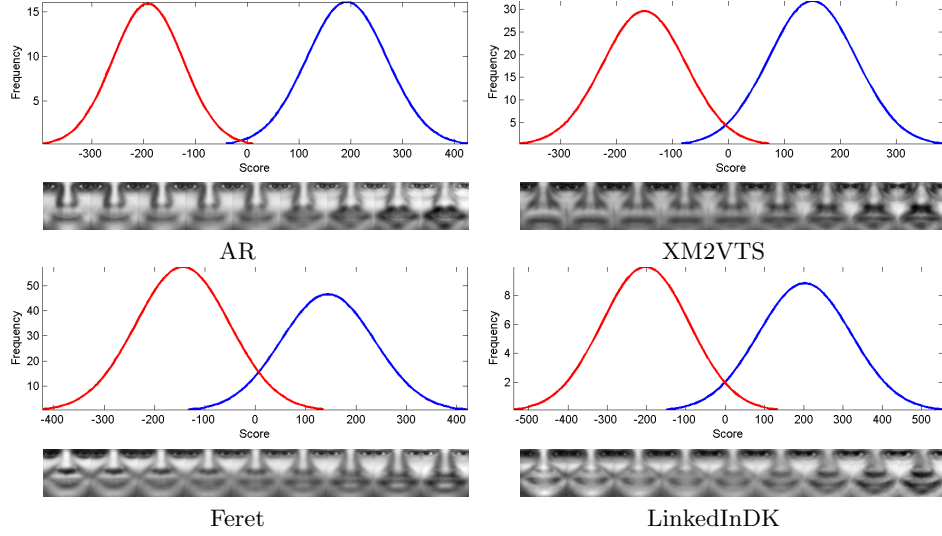 Frequency
15
10
5
-300 -200 -100 0 100 200 300 400
Score
AR
Frequency
30
25
20
15
10
5
-300 -200 -100 0 100 200 300
Score
XM2VTS
Frequency
50
40
30
20
10
-400 -300 -200 -100 0 100 200 300 400
Score
Feret
Frequency
8
6
4
2
-500 -400 -300 -200 -100 0 100 200 300 400 500
Score
LinkedInDK